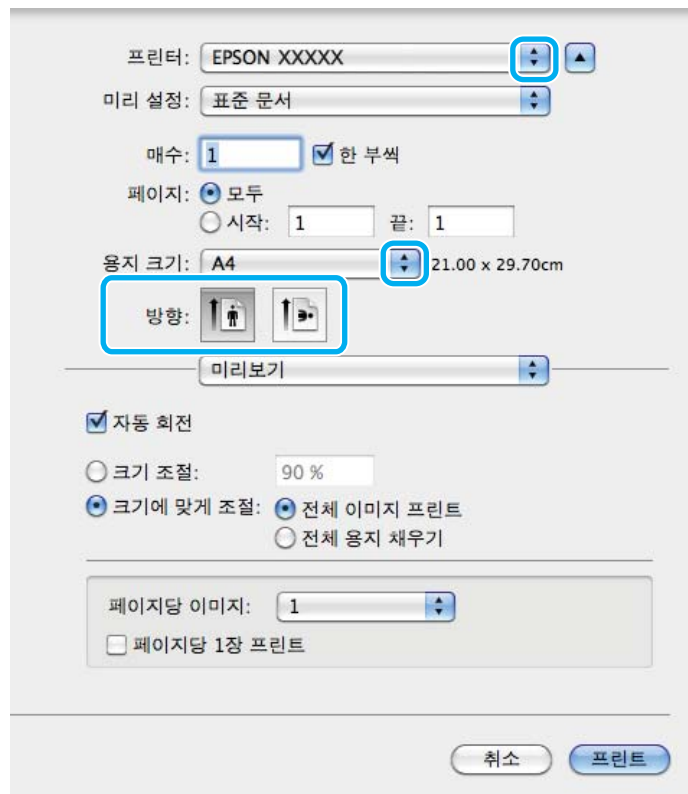 프린터: EPSON XXXXX
미리 설정: 표준 문서
매수: 1 한 부씩
페이지: 모두
시작: 1 끝: 1
용지 크기: A4 21.00 x 29.70cm
방향:
미리보기
자동 회전
크기 조절: 90 %
크기에 맞게 조절: 전체 이미지 프린트
전체 용지 채우기
페이지당 이미지: 1
페이지당 1장 프린트
취소 프린트